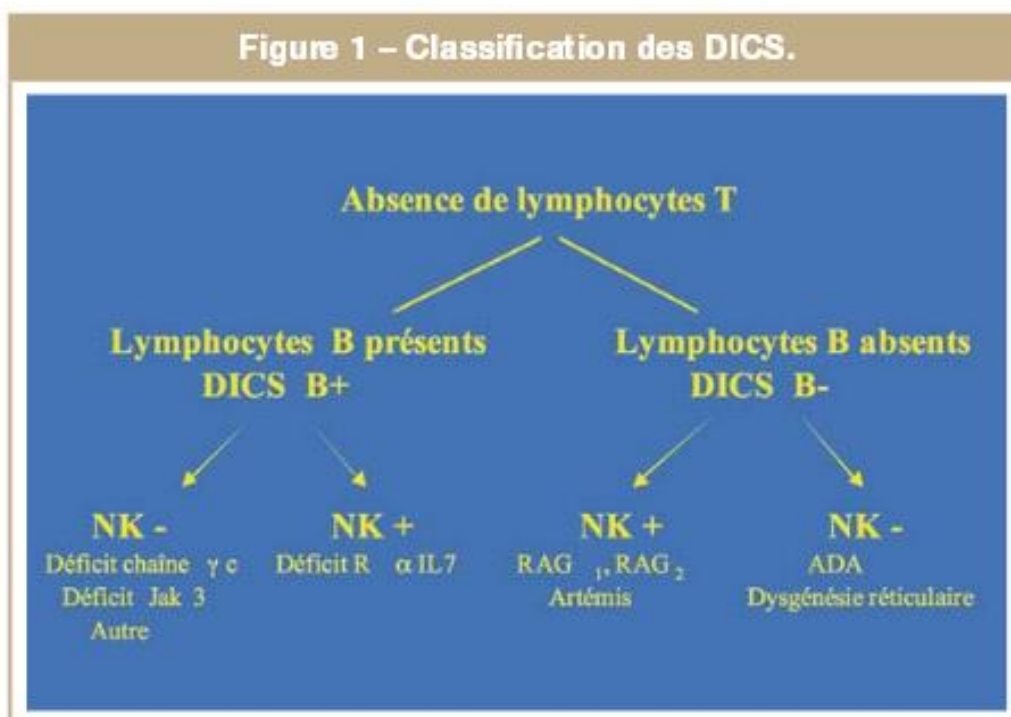 Figure 1 – Classification des DICS.
Absence de lymphocytes T
Lymphocytes B présents
DICS B+
Lymphocytes B absents
DICS B-
NK -
Déficit chaîne γ c
Déficit Jak 3
Autre
NK +
Déficit R α IL7
NK +
RAG 1, RAG 2
Artémis
NK -
ADA
Dysgénésie réticulaire